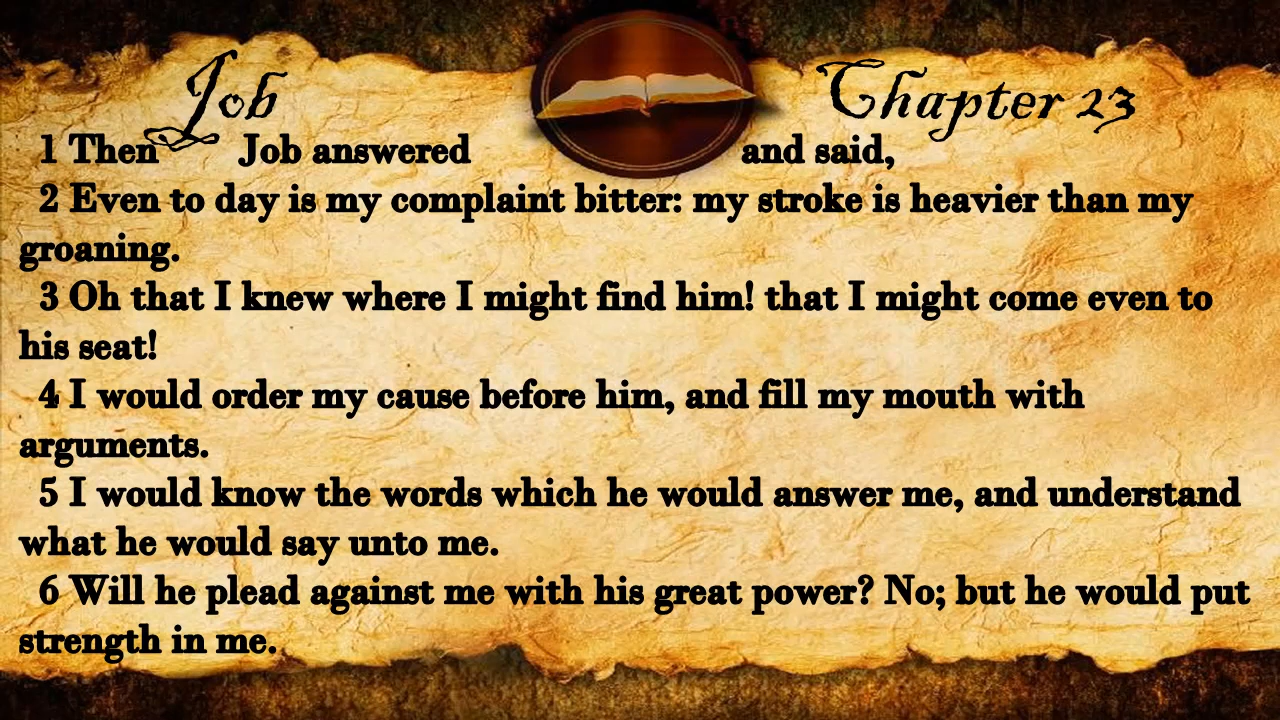 Job Chapter 23
1 Then Job answered and said,
2 Even to day is my complaint bitter: my stroke is heavier than my
groaning.
3 Oh that I knew where I might find him! that I might come even to
his seat!
4 I would order my cause before him, and fill my mouth with
arguments.
5 I would know the words which he would answer me, and understand
what he would say unto me.
6 Will he plead against me with his great power? No; but he would put
strength in me.